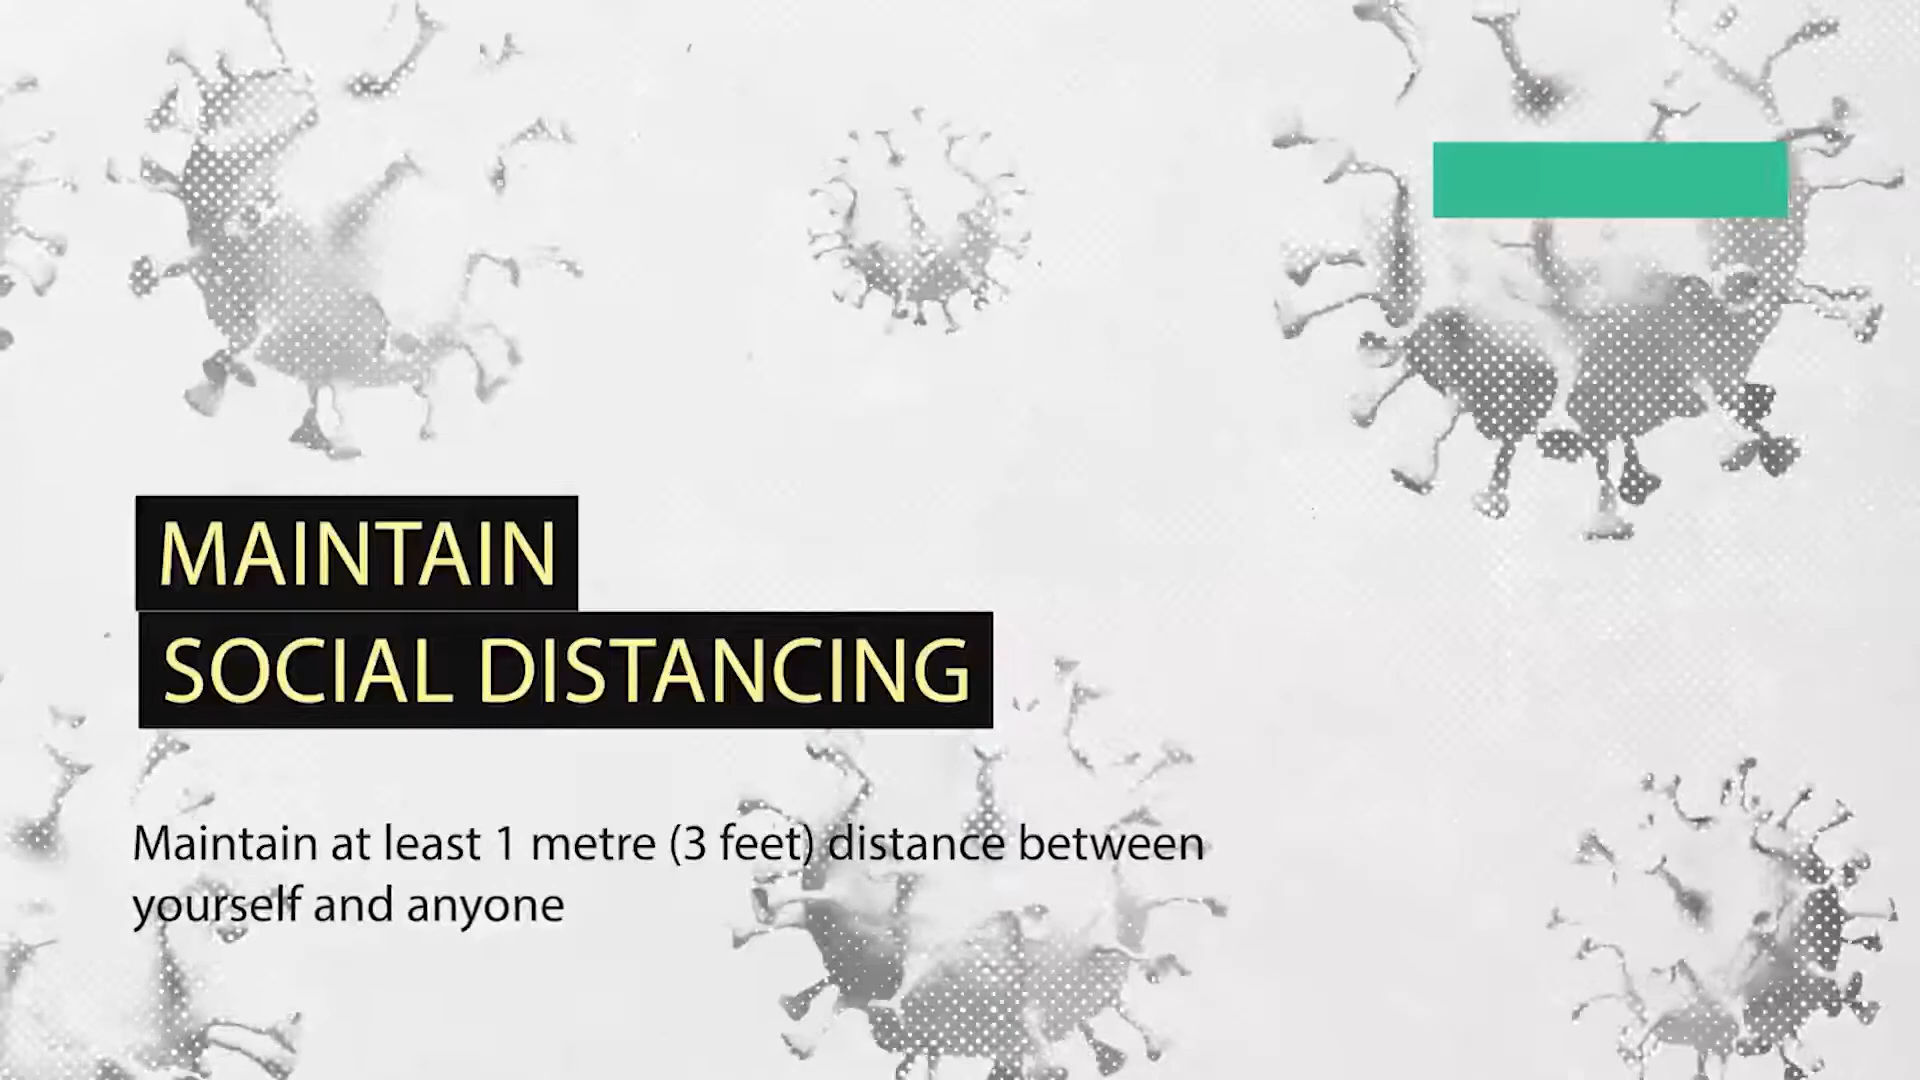 MAINTAIN
SOCIAL DISTANCING
Maintain at least 1 metre (3 feet) distance between
yourself and anyone